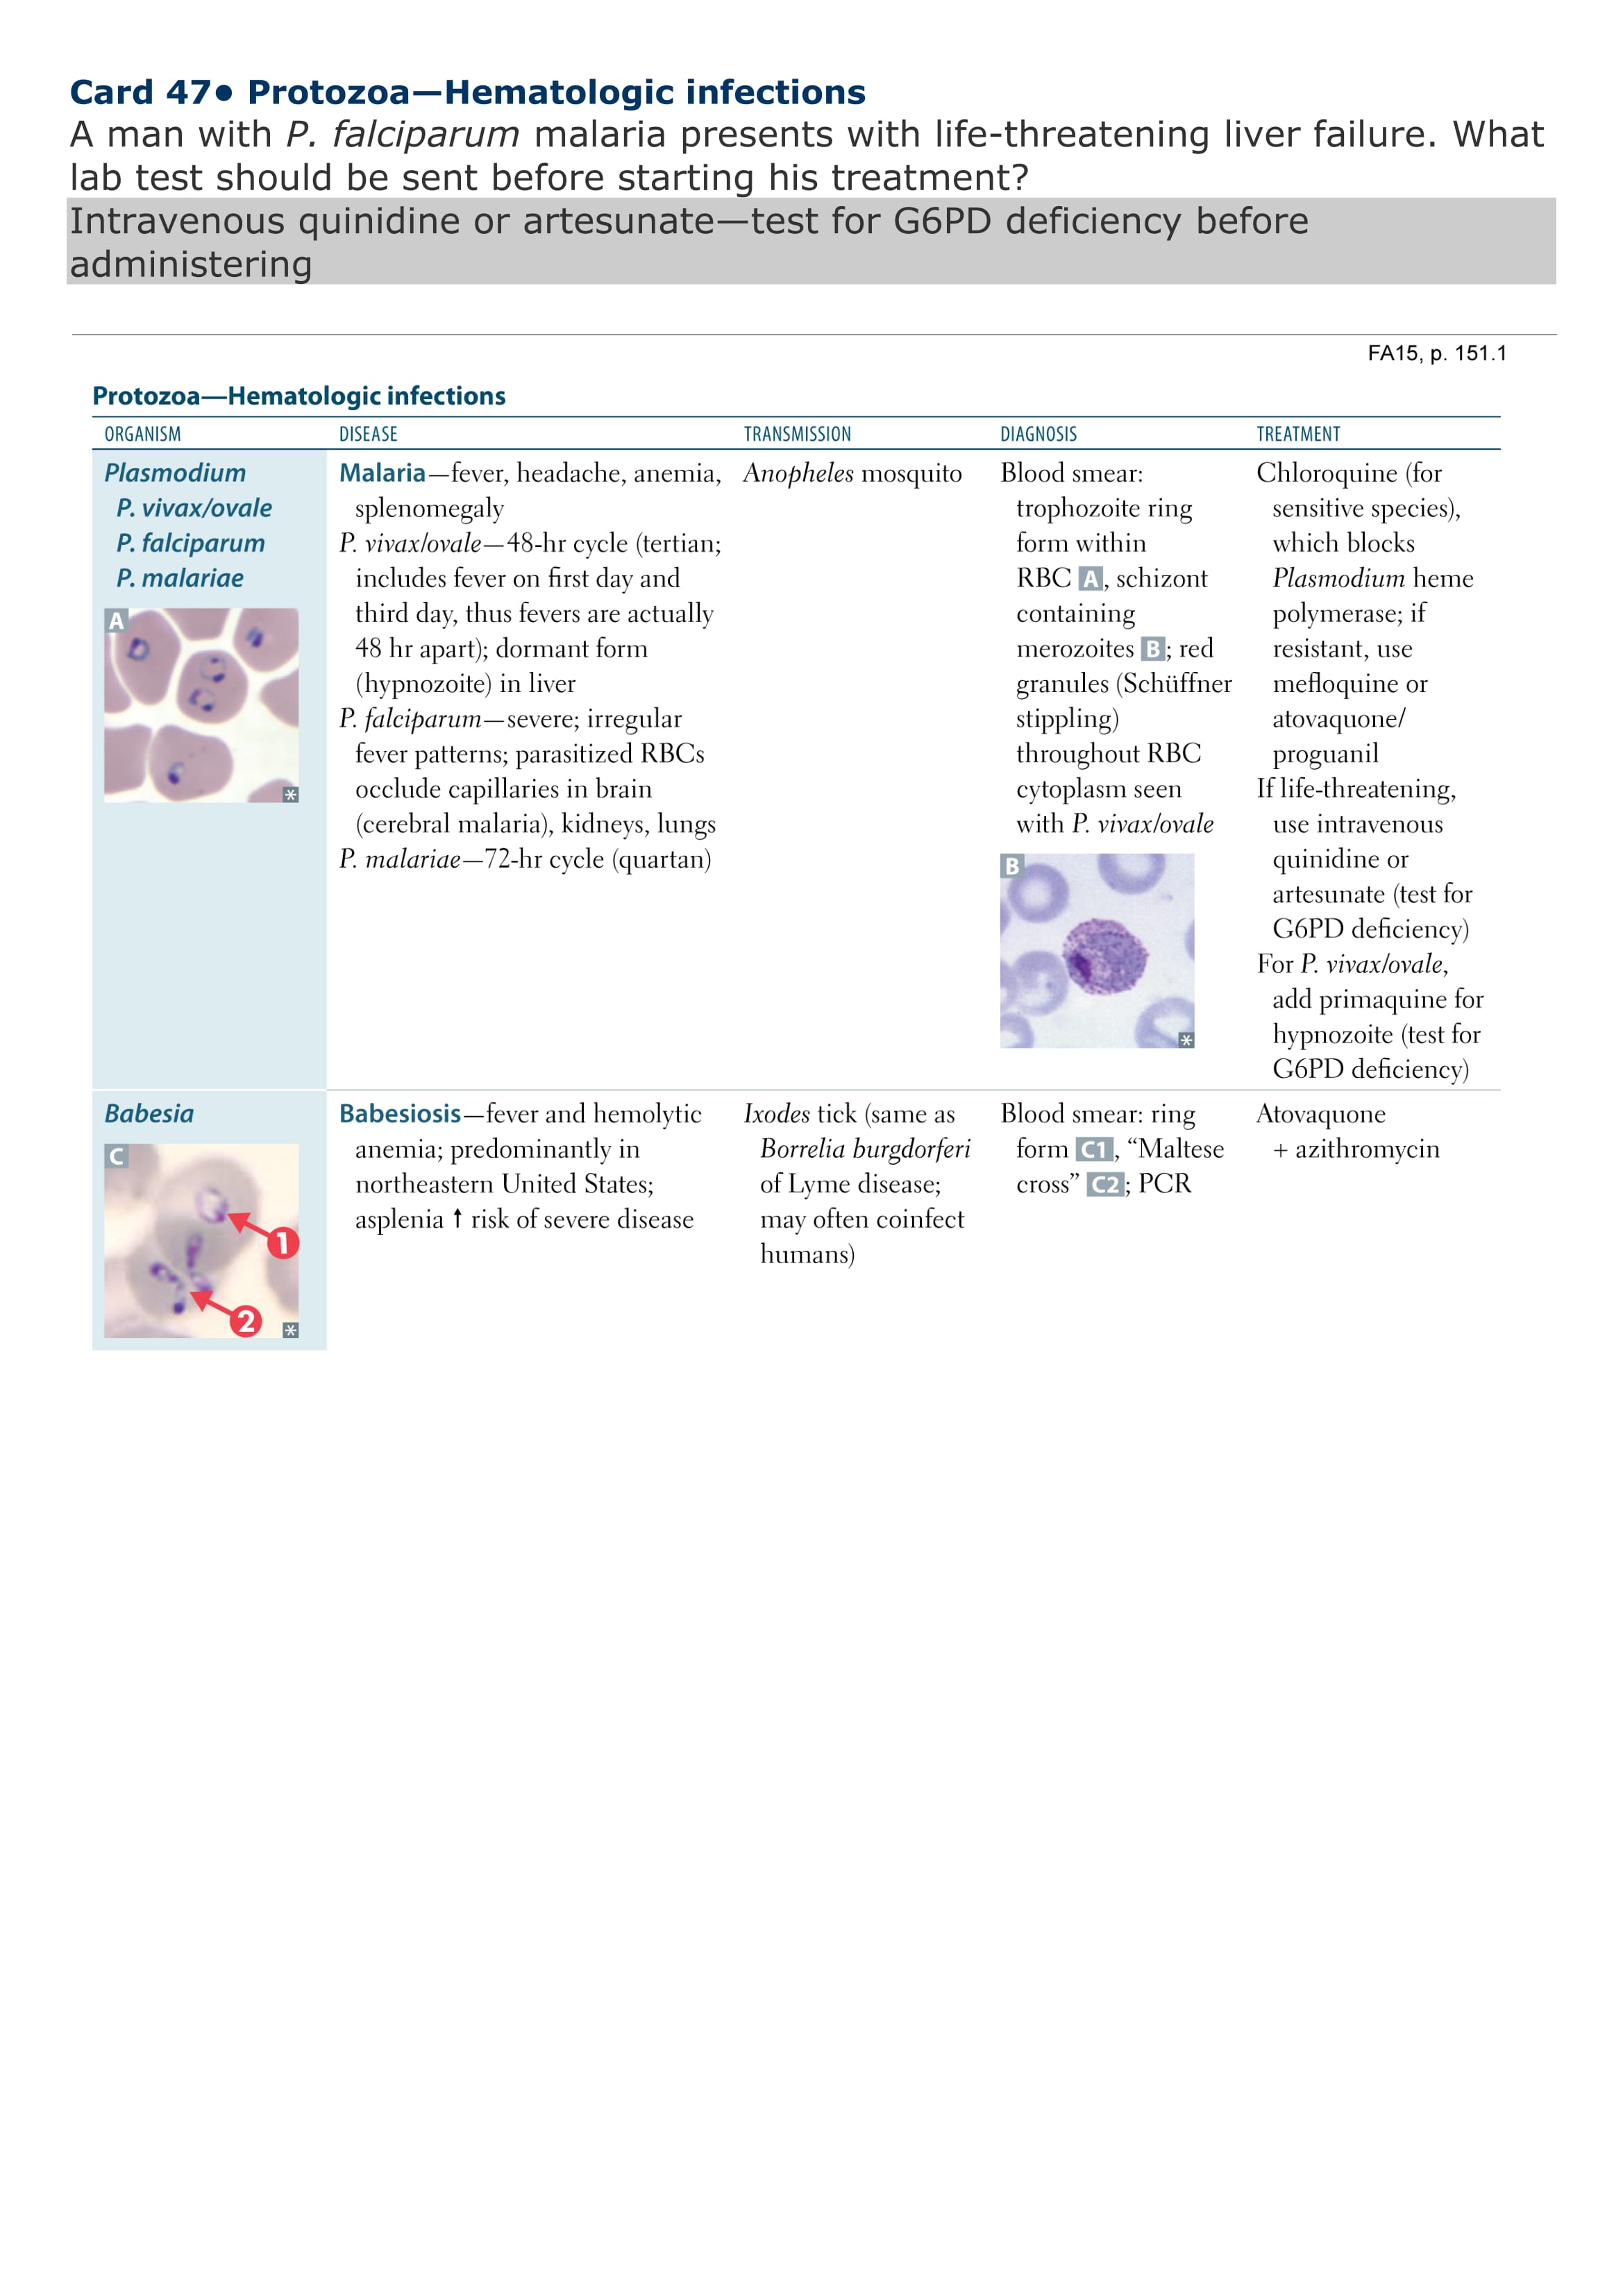 Card 47• Protozoa—Hematologic infections
A man with P. falciparum malaria presents with life-threatening liver failure. What
lab test should be sent before starting his treatment?
Intravenous quinidine or artesunate—test for G6PD deficiency before
administering
FA15, p. 151.1
Protozoa—Hematologic infections
ORGANISM DISEASE TRANSMISSION DIAGNOSIS TREATMENT
Plasmodium
P. vivax/ovale
P. falciparum
P. malariae
A
*
Malaria—fever, headache, anemia,
splenomegaly
P. vivax/ovale—48-hr cycle (tertian;
includes fever on first day and
third day, thus fevers are actually
48 hr apart); dormant form
(hypnozoite) in liver
P. falciparum—severe; irregular
fever patterns; parasitized RBCs
occlude capillaries in brain
(cerebral malaria), kidneys, lungs
P. malariae—72-hr cycle (quartan)
Anopheles mosquito
Blood smear:
trophozoite ring
form within
RBC A, schizont
containing
merozoites B; red
granules (Schüffner
stippling)
throughout RBC
cytoplasm seen
with P. vivax/ovale
B
*
Chloroquine (for
sensitive species),
which blocks
Plasmodium heme
polymerase; if
resistant, use
mefloquine or
atovaquone/
proguanil
If life-threatening,
use intravenous
quinidine or
artesunate (test for
G6PD deficiency)
For P. vivax/ovale,
add primaquine for
hypnozoite (test for
G6PD deficiency)
Babesia
C
1
2
*
Babesiosis—fever and hemolytic
anemia; predominantly in
northeastern United States;
asplenia ↑ risk of severe disease
Ixodes tick (same as
Borrelia burgdorferi
of Lyme disease;
may often coinfect
humans)
Blood smear: ring
form C1, “Maltese
cross” C2; PCR
Atovaquone
+ azithromycin